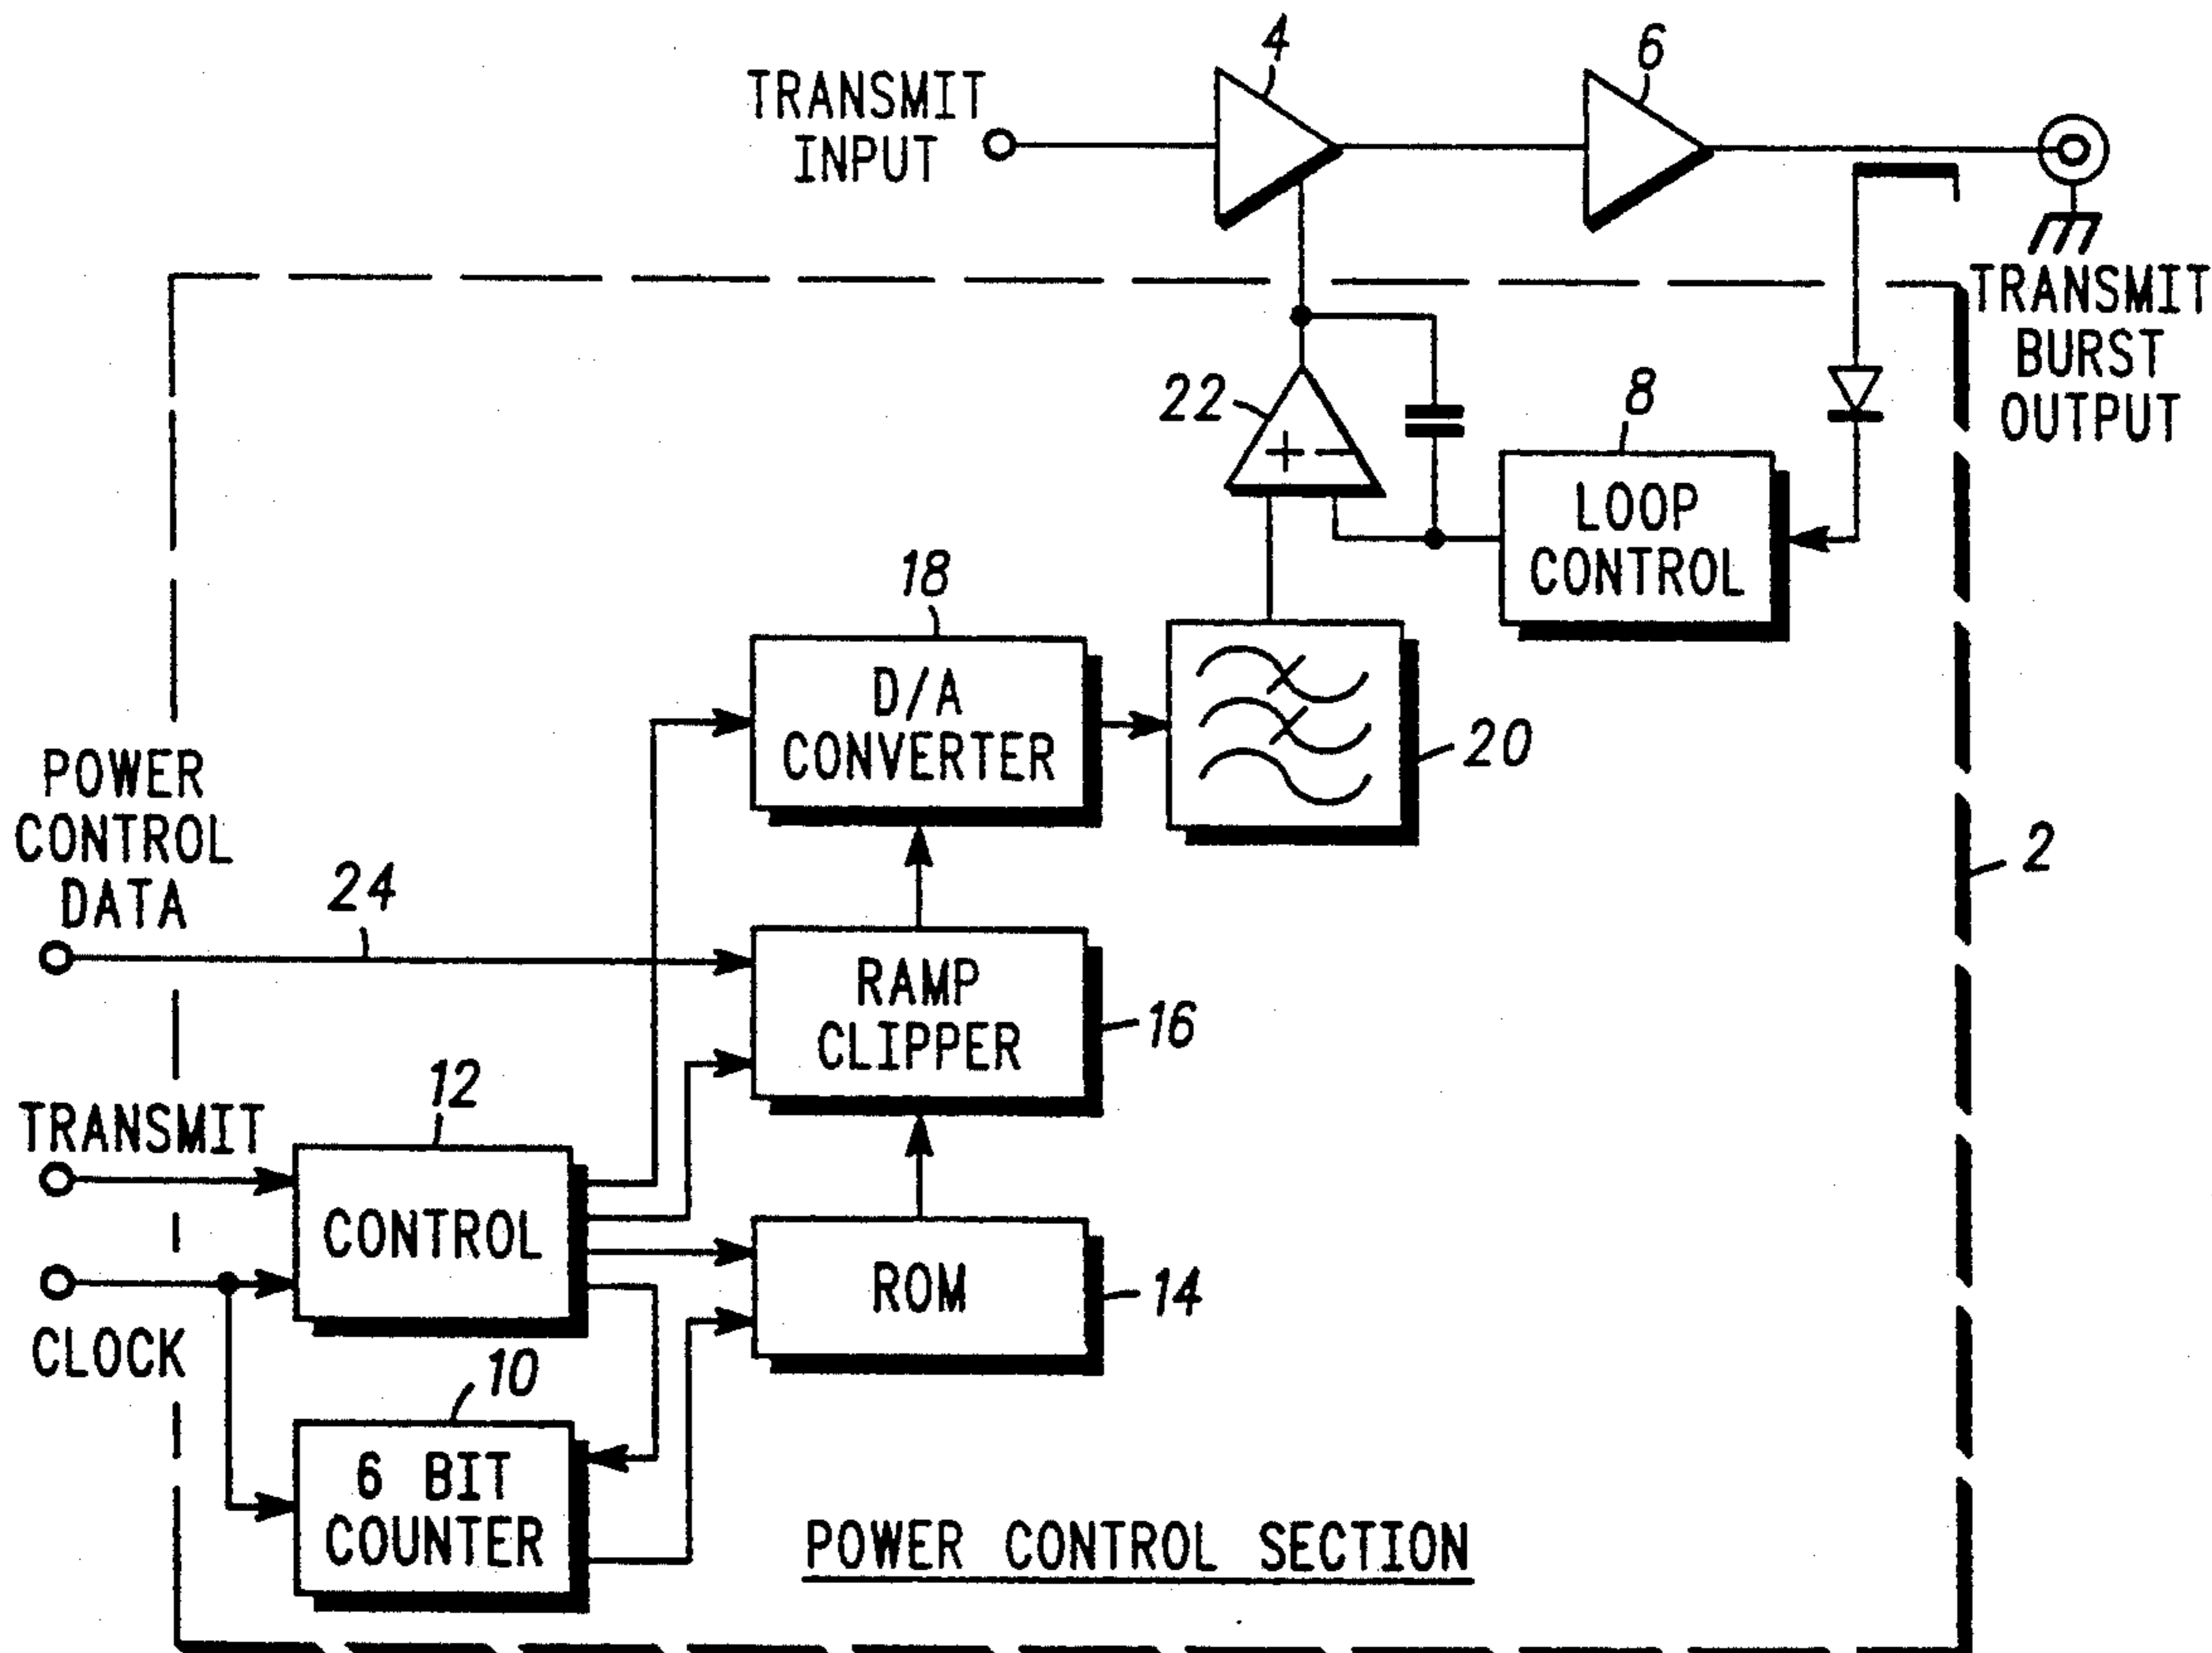 4
6
TRANSMIT
INPUT
TRANSMIT
BURST
OUTPUT
22
+ −
8
LOOP
CONTROL
18
D/A
CONVERTER
20
POWER
CONTROL
DATA
24
2
RAMP
CLIPPER
16
12
TRANSMIT
CONTROL
ROM
14
CLOCK
10
6 BIT
COUNTER
POWER CONTROL SECTION